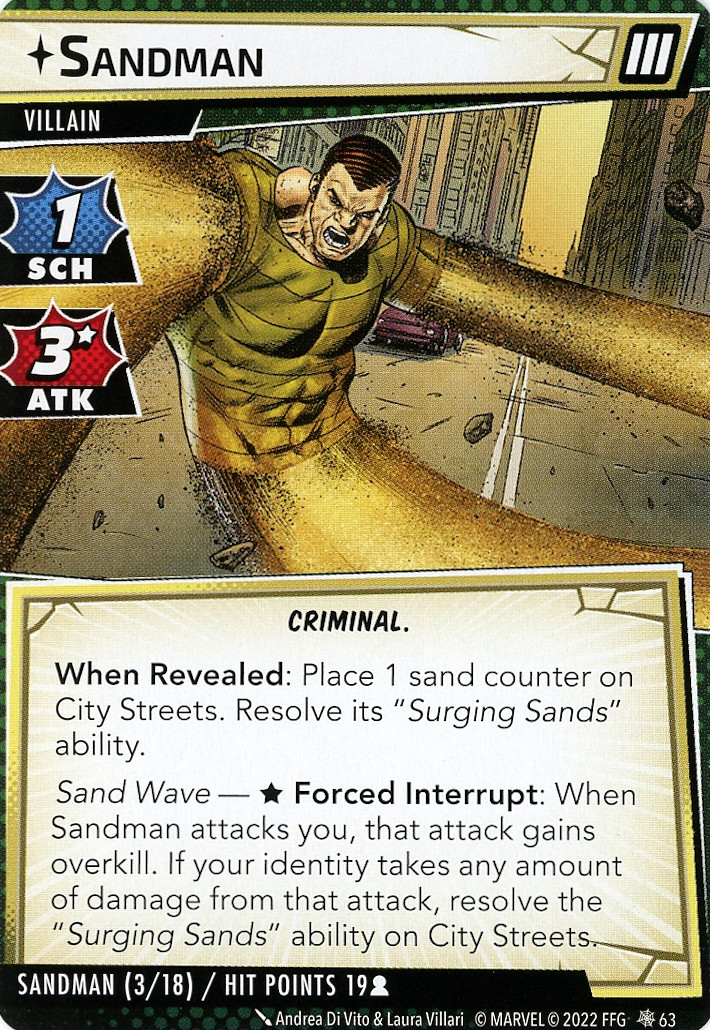 SANDMAN
III
VILLAIN
1
SCH
3
ATK
CRIMINAL.
When Revealed: Place 1 sand counter on
City Streets. Resolve its “Surging Sands”
ability.
Sand Wave — ★ Forced Interrupt: When
Sandman attacks you, that attack gains
overkill. If your identity takes any amount
of damage from that attack, resolve the
“Surging Sands” ability on City Streets.
SANDMAN (3/18) / HIT POINTS 19
Andrea Di Vito & Laura Villari © MARVEL © 2022 FFG 63